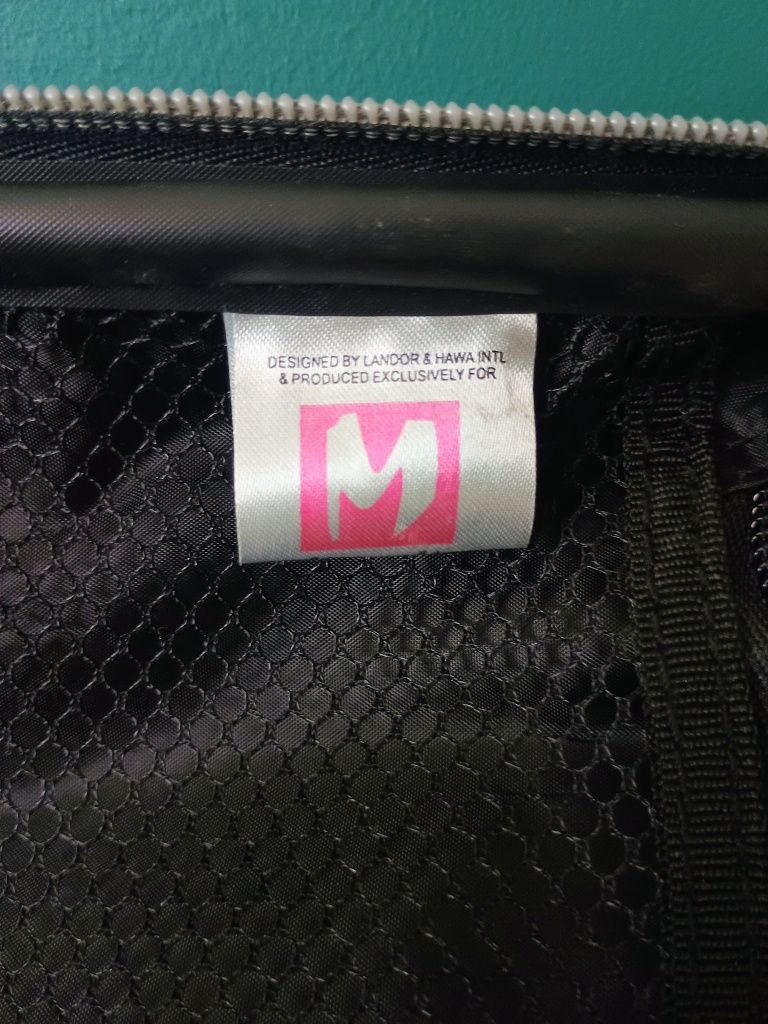 DESIGNED BY LANDOR & HAWA INTL
& PRODUCED EXCLUSIVELY FOR
M